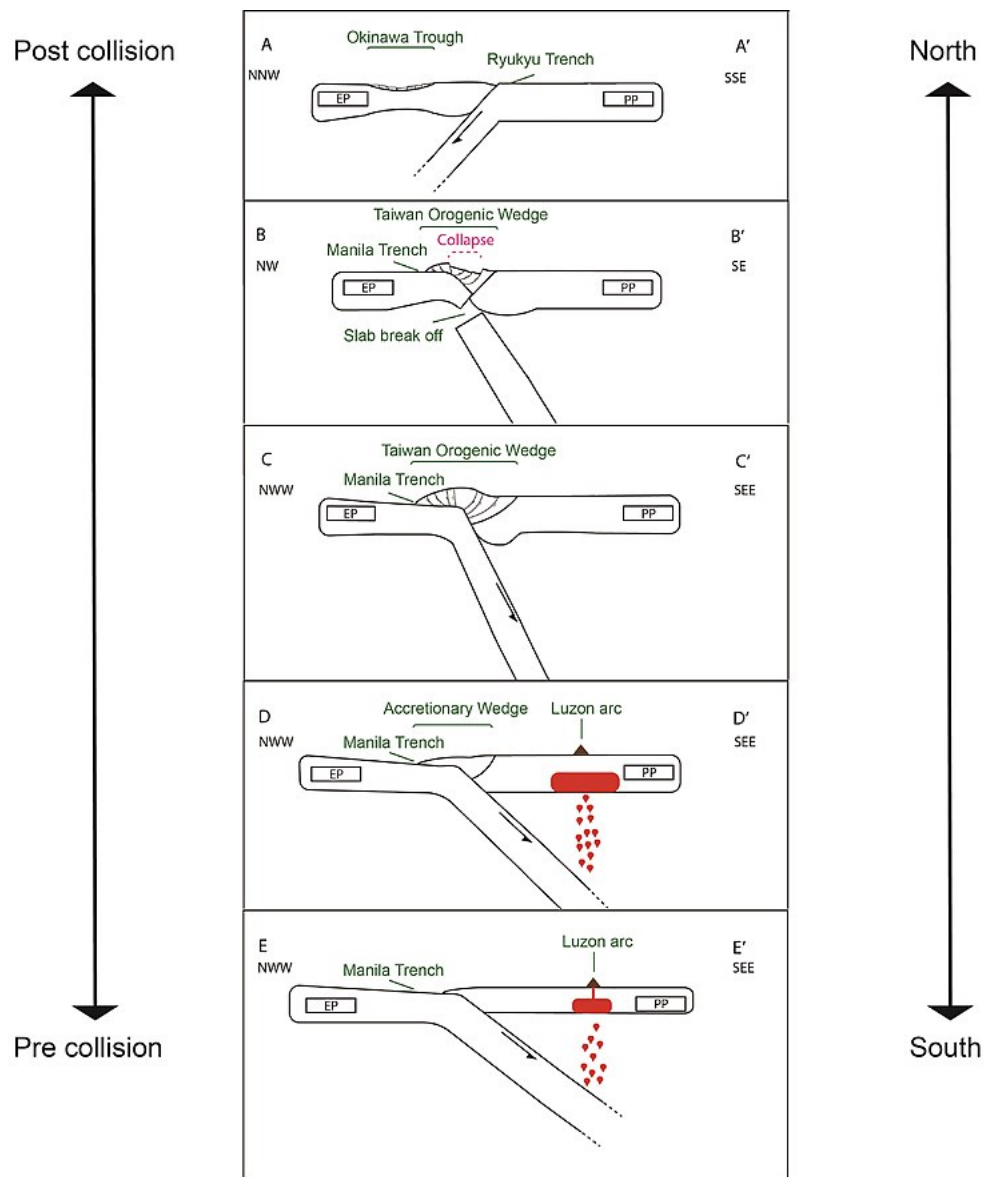 Post collision
North
Pre collision
South
A
Okinawa Trough
A'
NNW
Ryukyu Trench
SSE
EP
PP
Taiwan Orogenic Wedge
B
Collapse
B'
NW
Manila Trench
SE
EP
PP
Slab break off
C
Taiwan Orogenic Wedge
C'
NWW
Manila Trench
SEE
EP
PP
D
Accretionary Wedge
Luzon arc
D'
NWW
Manila Trench
SEE
EP
PP
E
Luzon arc
E'
NWW
Manila Trench
SEE
EP
PP